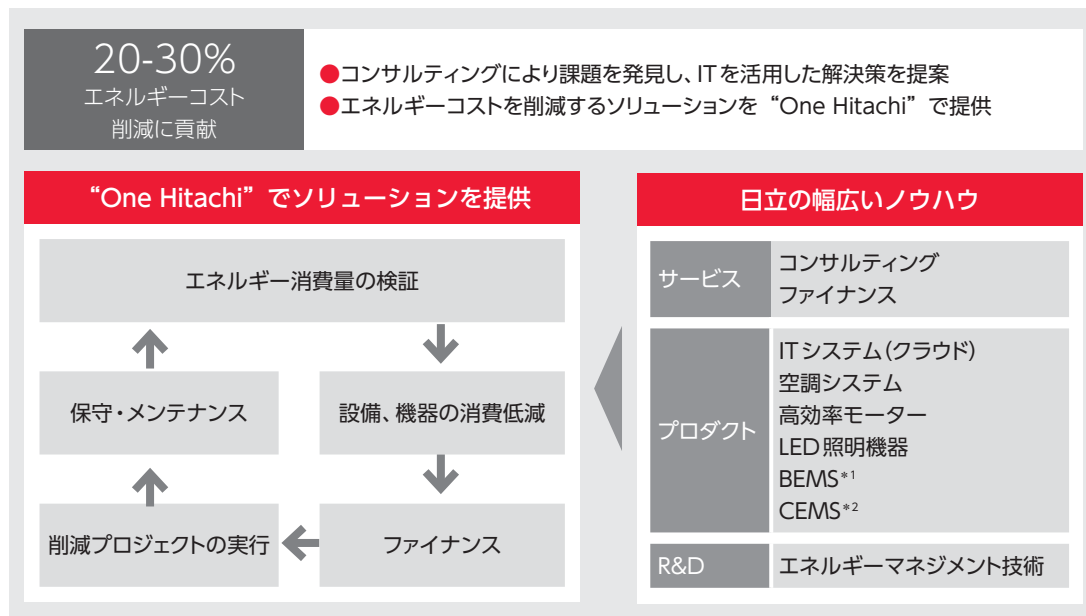 20-30%
エネルギーコスト
削減に貢献
●コンサルティングにより課題を発見し、ITを活用した解決策を提案
●エネルギーコストを削減するソリューションを“One Hitachi”で提供
“One Hitachi”でソリューションを提供
エネルギー消費量の検証
保守・メンテナンス
設備、機器の消費低減
削減プロジェクトの実行
ファイナンス
日立の幅広いノウハウ
サービス
コンサルティング
ファイナンス
プロダクト
ITシステム(クラウド)
空調システム
高効率モーター
LED照明機器
BEMS*1
CEMS*2
R&D
エネルギーマネジメント技術